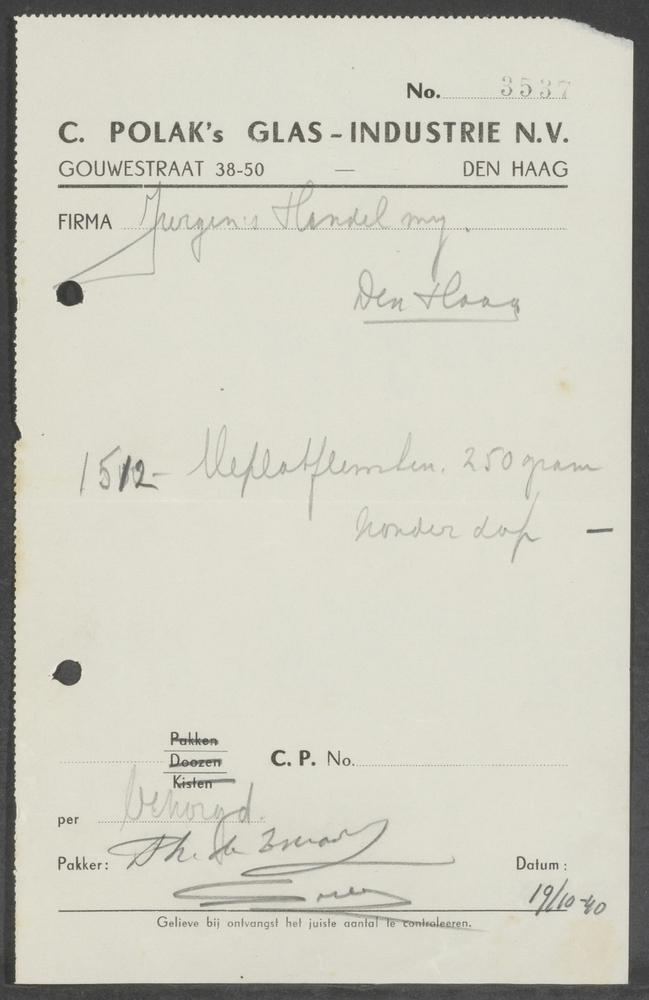 No. 3537
C. POLAK's GLAS-INDUSTRIE N.V.
GOUWESTRAAT 38-50 — DEN HAAG
FIRMA Jurgen's Handel mij.
Den Haag
1512 - Meplatflesschen. 250 gram
zonder dop —
Pakken
Doozen
Kisten
C. P. No.
per bezorgd.
Pakker:
Datum:
19/10-40
Gelieve bij ontvangst het juiste aantal te controleeren.